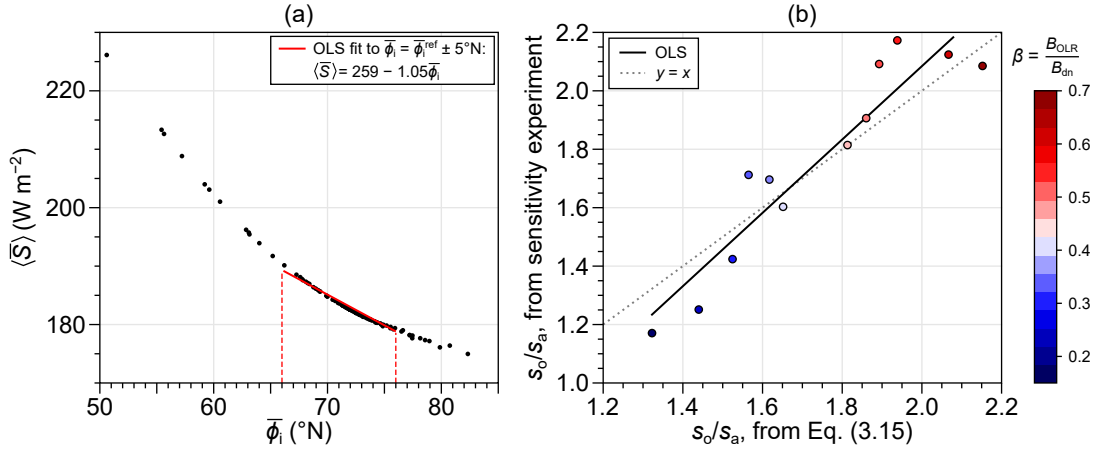 (a)
OLS fit to ϕ̅ᵢ = ϕ̅ᵢʳᵉᶠ ± 5°N:
⟨S̅⟩ = 259 − 1.05ϕ̅ᵢ
220
200
180
⟨S̅⟩ (W m⁻²)
50 60 70 80
ϕ̅ᵢ (°N)
(b)
OLS
y = x
2.2
2.0
1.8
1.6
1.4
1.2
1.0
sₒ/sₐ, from sensitivity experiment
1.2 1.4 1.6 1.8 2.0 2.2
sₒ/sₐ, from Eq. (3.15)
β = B_OLR / B_dn
0.7
0.6
0.5
0.4
0.3
0.2